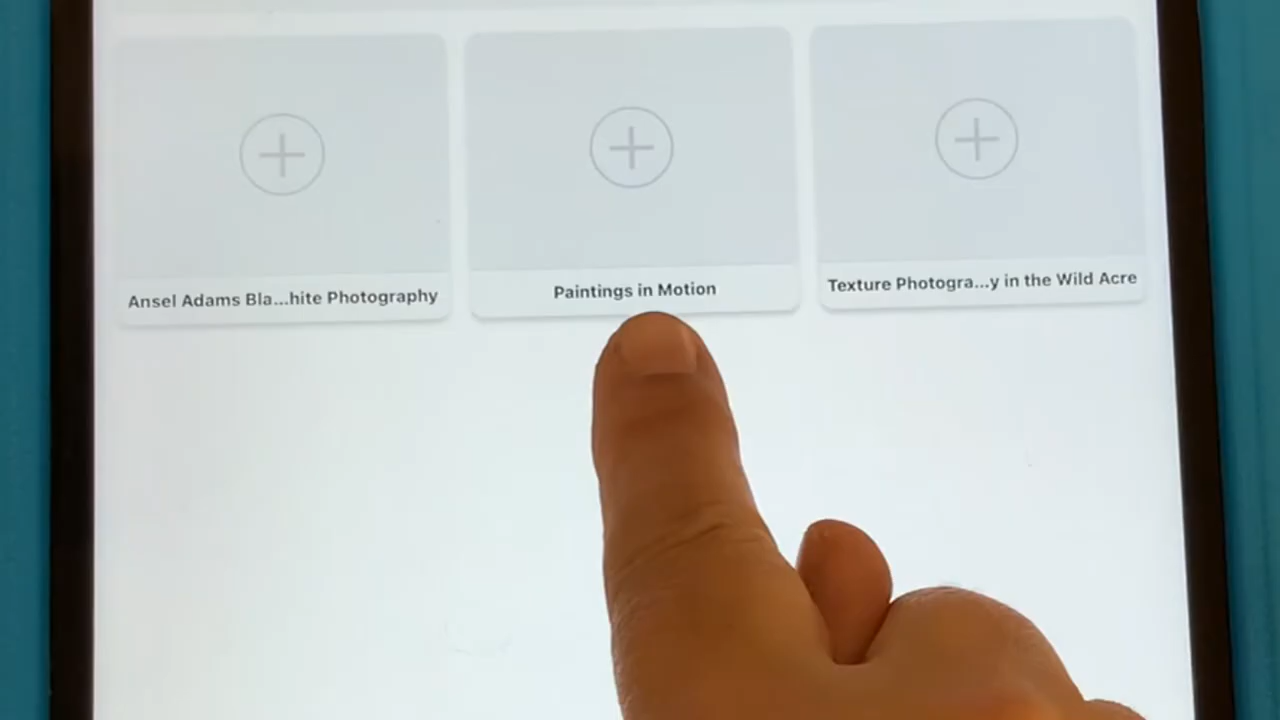 Ansel Adams Bla...hite Photography
Paintings in Motion
Texture Photogra...y in the Wild Acre